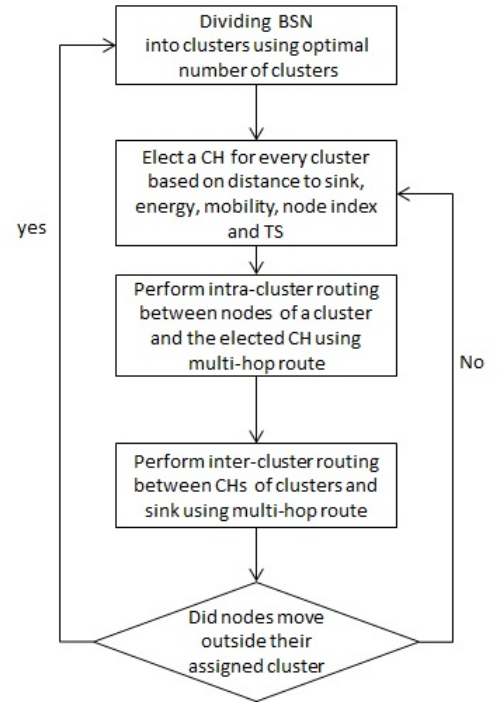 Dividing BSN
into clusters using optimal
number of clusters
Elect a CH for every cluster
based on distance to sink,
energy, mobility, node index
and TS
yes
Perform intra-cluster routing
between nodes of a cluster
and the elected CH using
multi-hop route
No
Perform inter-cluster routing
between CHs of clusters and
sink using multi-hop route
Did nodes move
outside their
assigned cluster